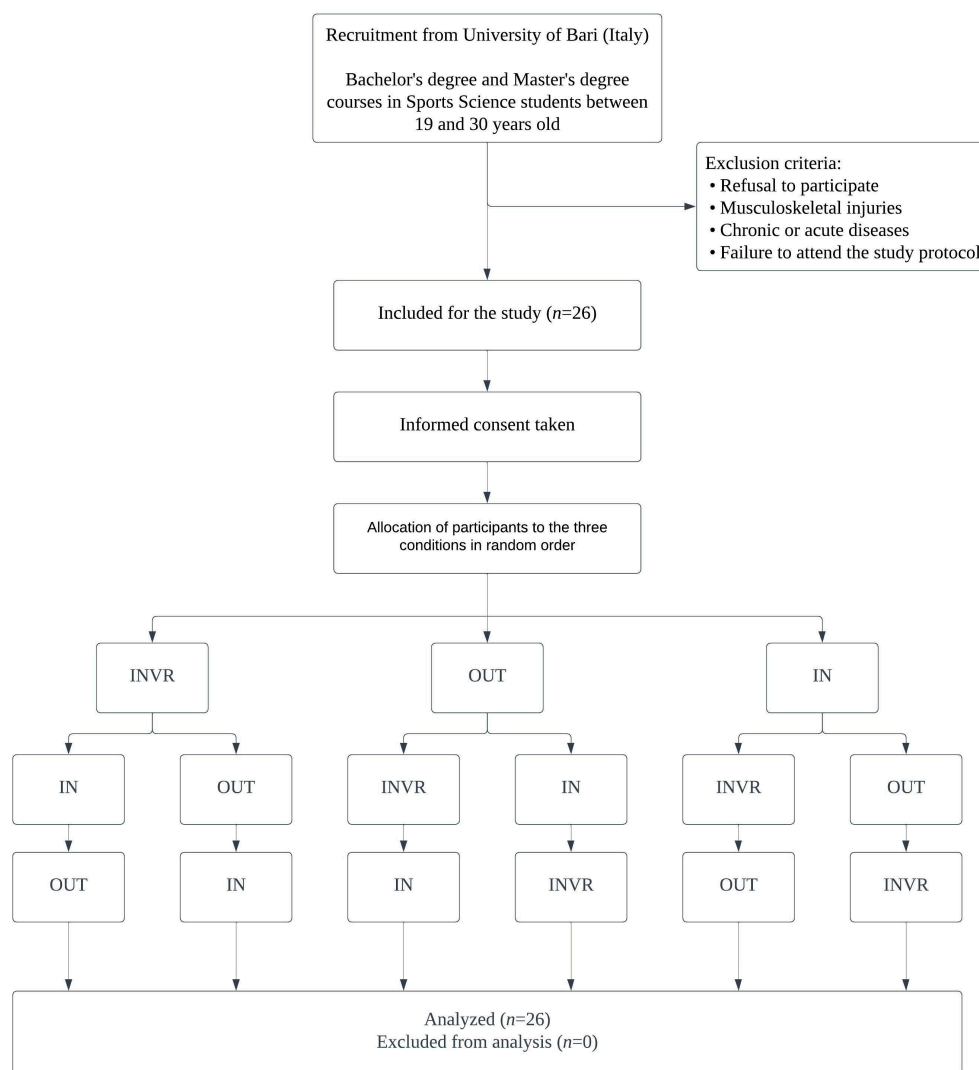 Recruitment from University of Bari (Italy)
Bachelor's degree and Master's degree
courses in Sports Science students between
19 and 30 years old
Exclusion criteria:
• Refusal to participate
• Musculoskeletal injuries
• Chronic or acute diseases
• Failure to attend the study protocol
Included for the study (n=26)
Informed consent taken
Allocation of participants to the three
conditions in random order
INVR
OUT
IN
IN
OUT
INVR
IN
INVR
OUT
OUT
IN
IN
INVR
OUT
INVR
Analyzed (n=26)
Excluded from analysis (n=0)